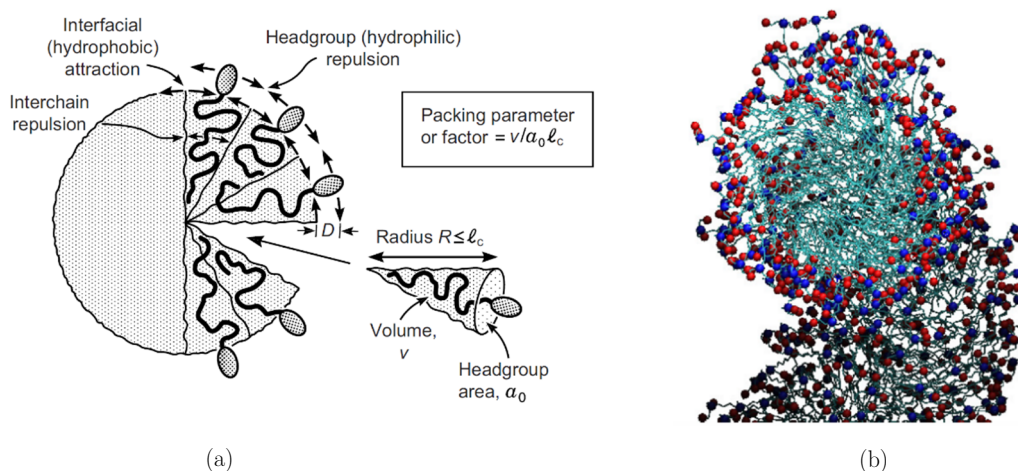 Interfacial
(hydrophobic)
attraction
Headgroup (hydrophilic)
repulsion
Interchain
repulsion
Packing parameter
or factor = v/a₀ℓc
D
Radius R ≤ ℓc
Volume,
v
Headgroup
area, a₀
(a)
(b)